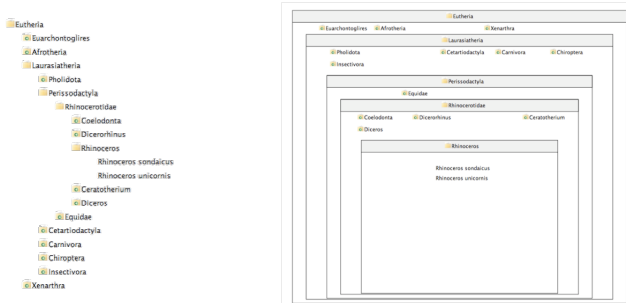 Eutheria
Euarchontoglires
Afrotheria
Laurasiatheria
Pholidota
Perissodactyla
Rhinocerotidae
Coelodonta
Dicerorhinus
Rhinoceros
Rhinoceros sondaicus
Rhinoceros unicornis
Ceratotherium
Diceros
Equidae
Cetartiodactyla
Carnivora
Chiroptera
Insectivora
Xenarthra
Eutheria
Euarchontoglires Afrotheria Xenarthra
Laurasiatheria
Pholidota Cetartiodactyla Carnivora Chiroptera
Insectivora
Perissodactyla
Equidae
Rhinocerotidae
Coelodonta Dicerorhinus Ceratotherium
Diceros
Rhinoceros
Rhinoceros sondaicus
Rhinoceros unicornis